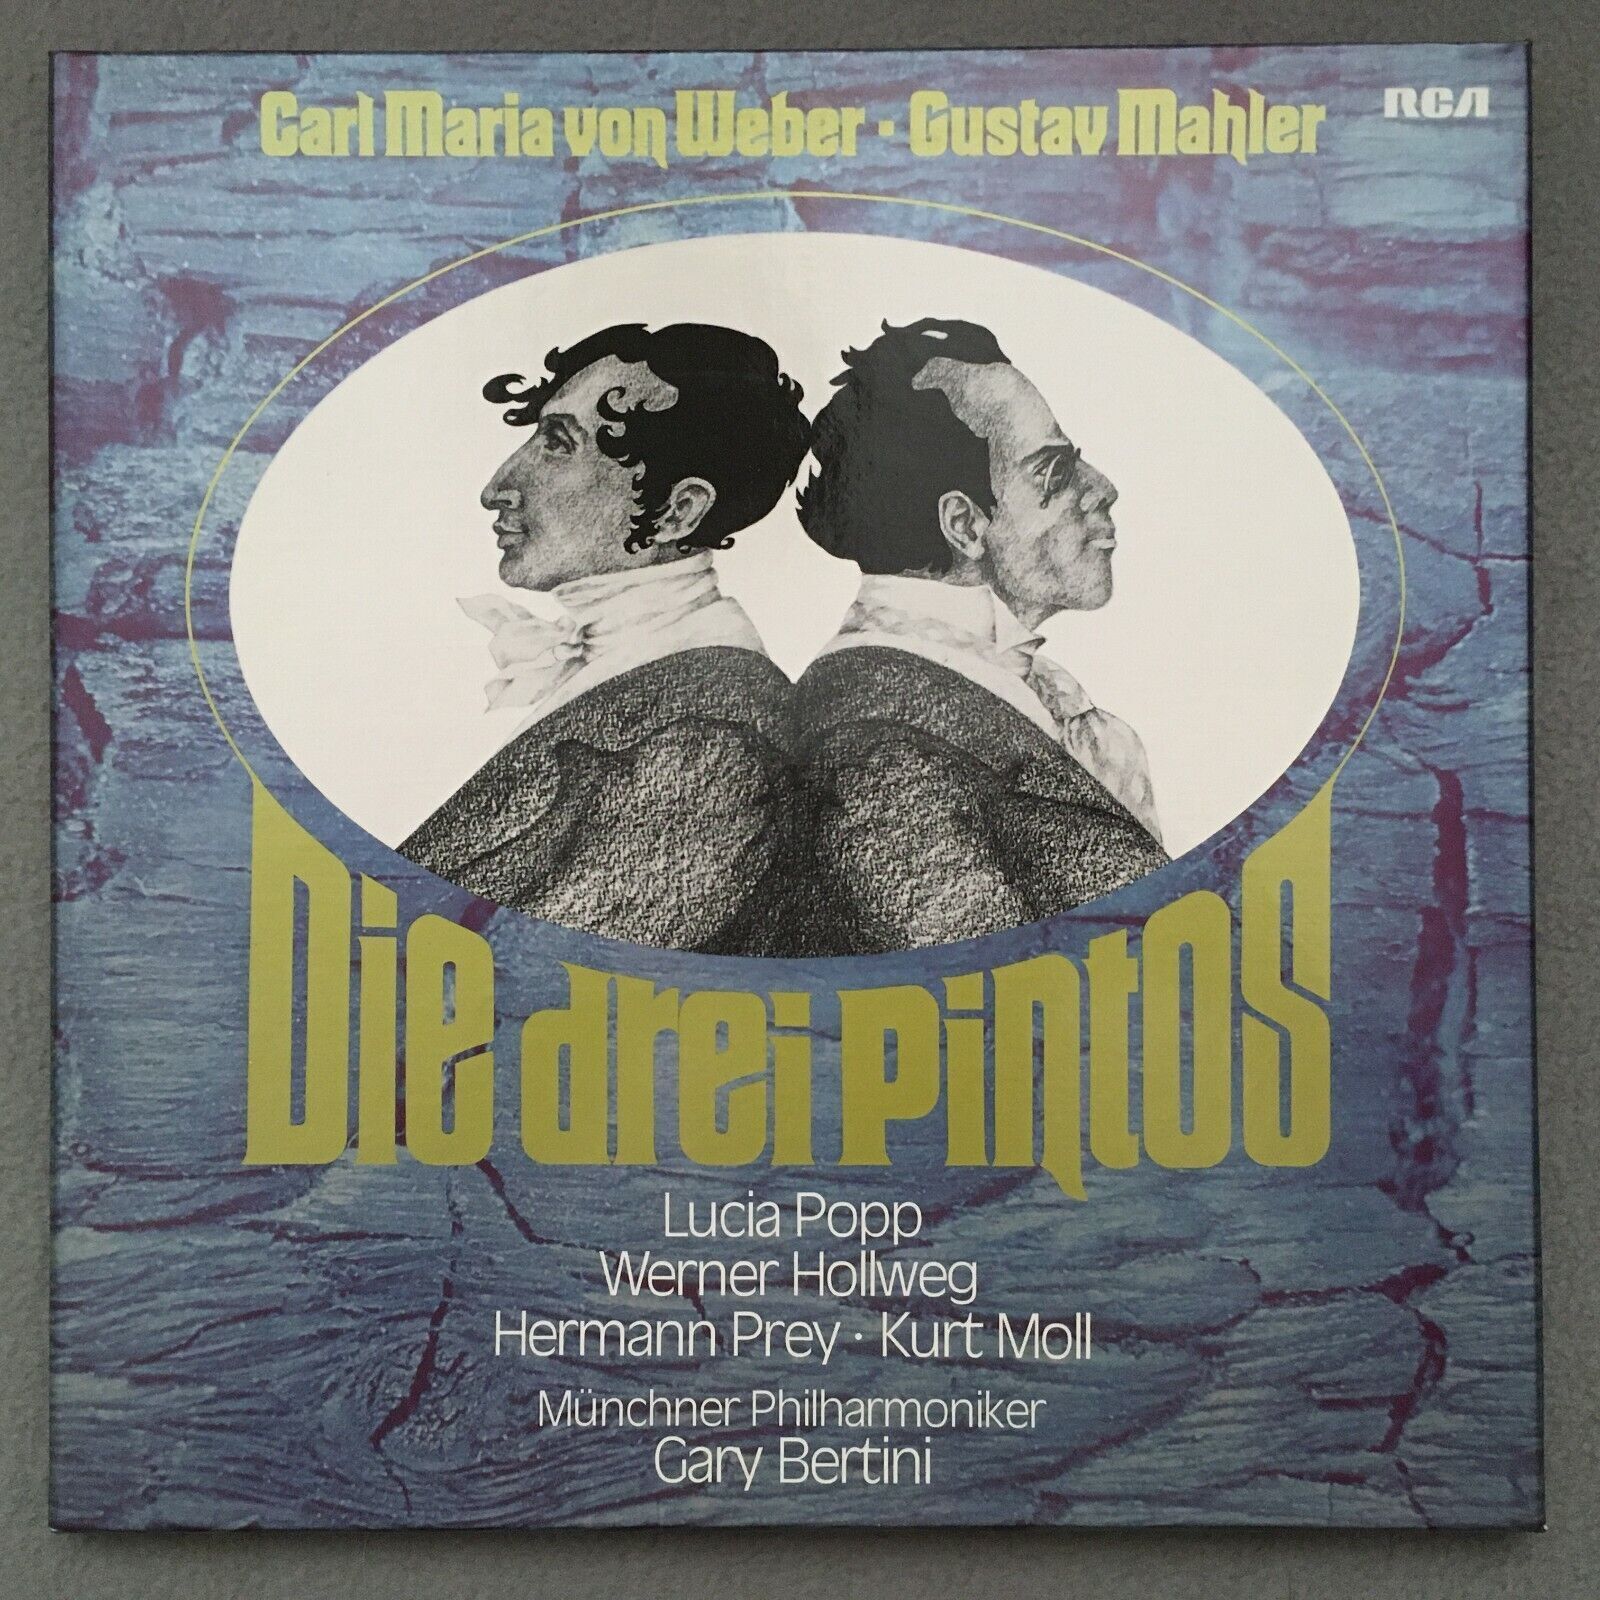 Carl Maria von Weber · Gustav Mahler
RCA
Die drei Pintos
Lucia Popp
Werner Hollweg
Hermann Prey · Kurt Moll
Münchner Philharmoniker
Gary Bertini